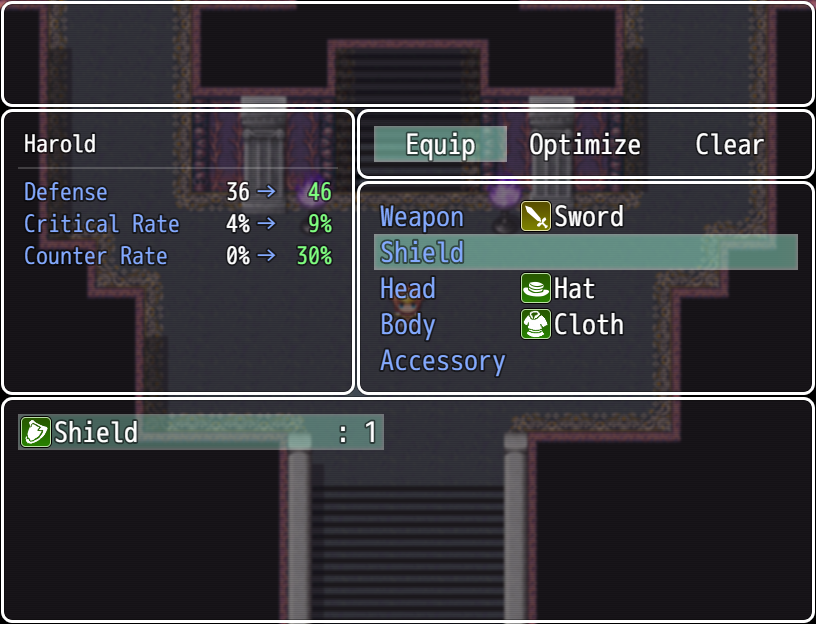 Harold
Defense 36 → 46
Critical Rate 4% → 9%
Counter Rate 0% → 30%
Equip Optimize Clear
Weapon Sword
Shield
Head Hat
Body Cloth
Accessory
Shield : 1